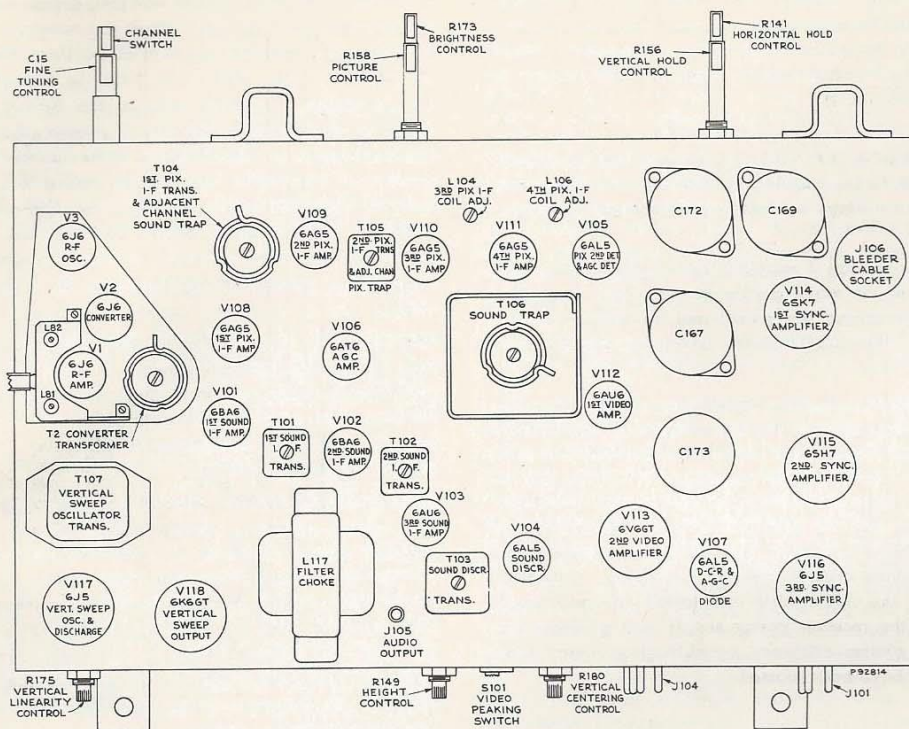 CHANNEL
SWITCH
C15
FINE
TUNING
CONTROL
R173
BRIGHTNESS
CONTROL
R158
PICTURE
CONTROL
R141
HORIZONTAL HOLD
CONTROL
R156
VERTICAL HOLD
CONTROL
T104
1ST. PIX.
I-F TRANS.
& ADJACENT
CHANNEL
SOUND TRAP
L104
3RD PIX I-F
COIL ADJ.
L106
4TH PIX. I-F
COIL ADJ.
V3
6J6
R-F
OSC.
V109
6AG5
2ND PIX.
I-F AMP.
T105
2ND PIX.
I-F TRNS
& ADJ. CHAN
PIX. TRAP
V110
6AG5
3RD PIX.
I-F AMP.
V111
6AG5
4TH PIX.
I-F AMP.
V105
6AL5
PIX 2ND DET
& AGC DET.
C172
C169
J106
BLEEDER
CABLE
SOCKET
V2
6J6
CONVERTER
LB2
V1
6J6
R-F
AMP.
LB1
T2 CONVERTER
TRANSFORMER
V108
6AG5
1ST PIX.
I-F AMP
V106
6AT6
AGC
AMP.
T106
SOUND TRAP
C167
V114
6SK7
1ST SYNC.
AMPLIFIER
V101
6BA6
1ST SOUND
I-F AMP.
T101
1ST SOUND
I. F.
TRANS.
V102
6BA6
2ND SOUND
I-F AMP.
T102
2ND SOUND
I. F.
TRANS.
V112
6AU6
1ST VIDEO
AMP.
C173
V115
6SH7
2ND. SYNC.
AMPLIFIER
T107
VERTICAL
SWEEP
OSCILLATOR
TRANS.
V103
6AU6
3RD SOUND
I-F AMP
V104
6AL5
SOUND
DISCR.
V113
6V6GT
2ND VIDEO
AMPLIFIER
V107
6AL5
D-C-R &
A-G-C
DIODE
V116
6J5
3RD. SYNC.
AMPLIFIER
V117
6J5
VERT. SWEEP
OSC. &
DISCHARGE
V118
6K6GT
VERTICAL
SWEEP
OUTPUT
L117
FILTER
CHOKE
T103
SOUND DISCR.
TRANS.
J105
AUDIO
OUTPUT
R175
VERTICAL
LINEARITY
CONTROL
R149
HEIGHT
CONTROL
S101
VIDEO
PEAKING
SWITCH
R180
VERTICAL
CENTERING
CONTROL
J104
P92814
J101